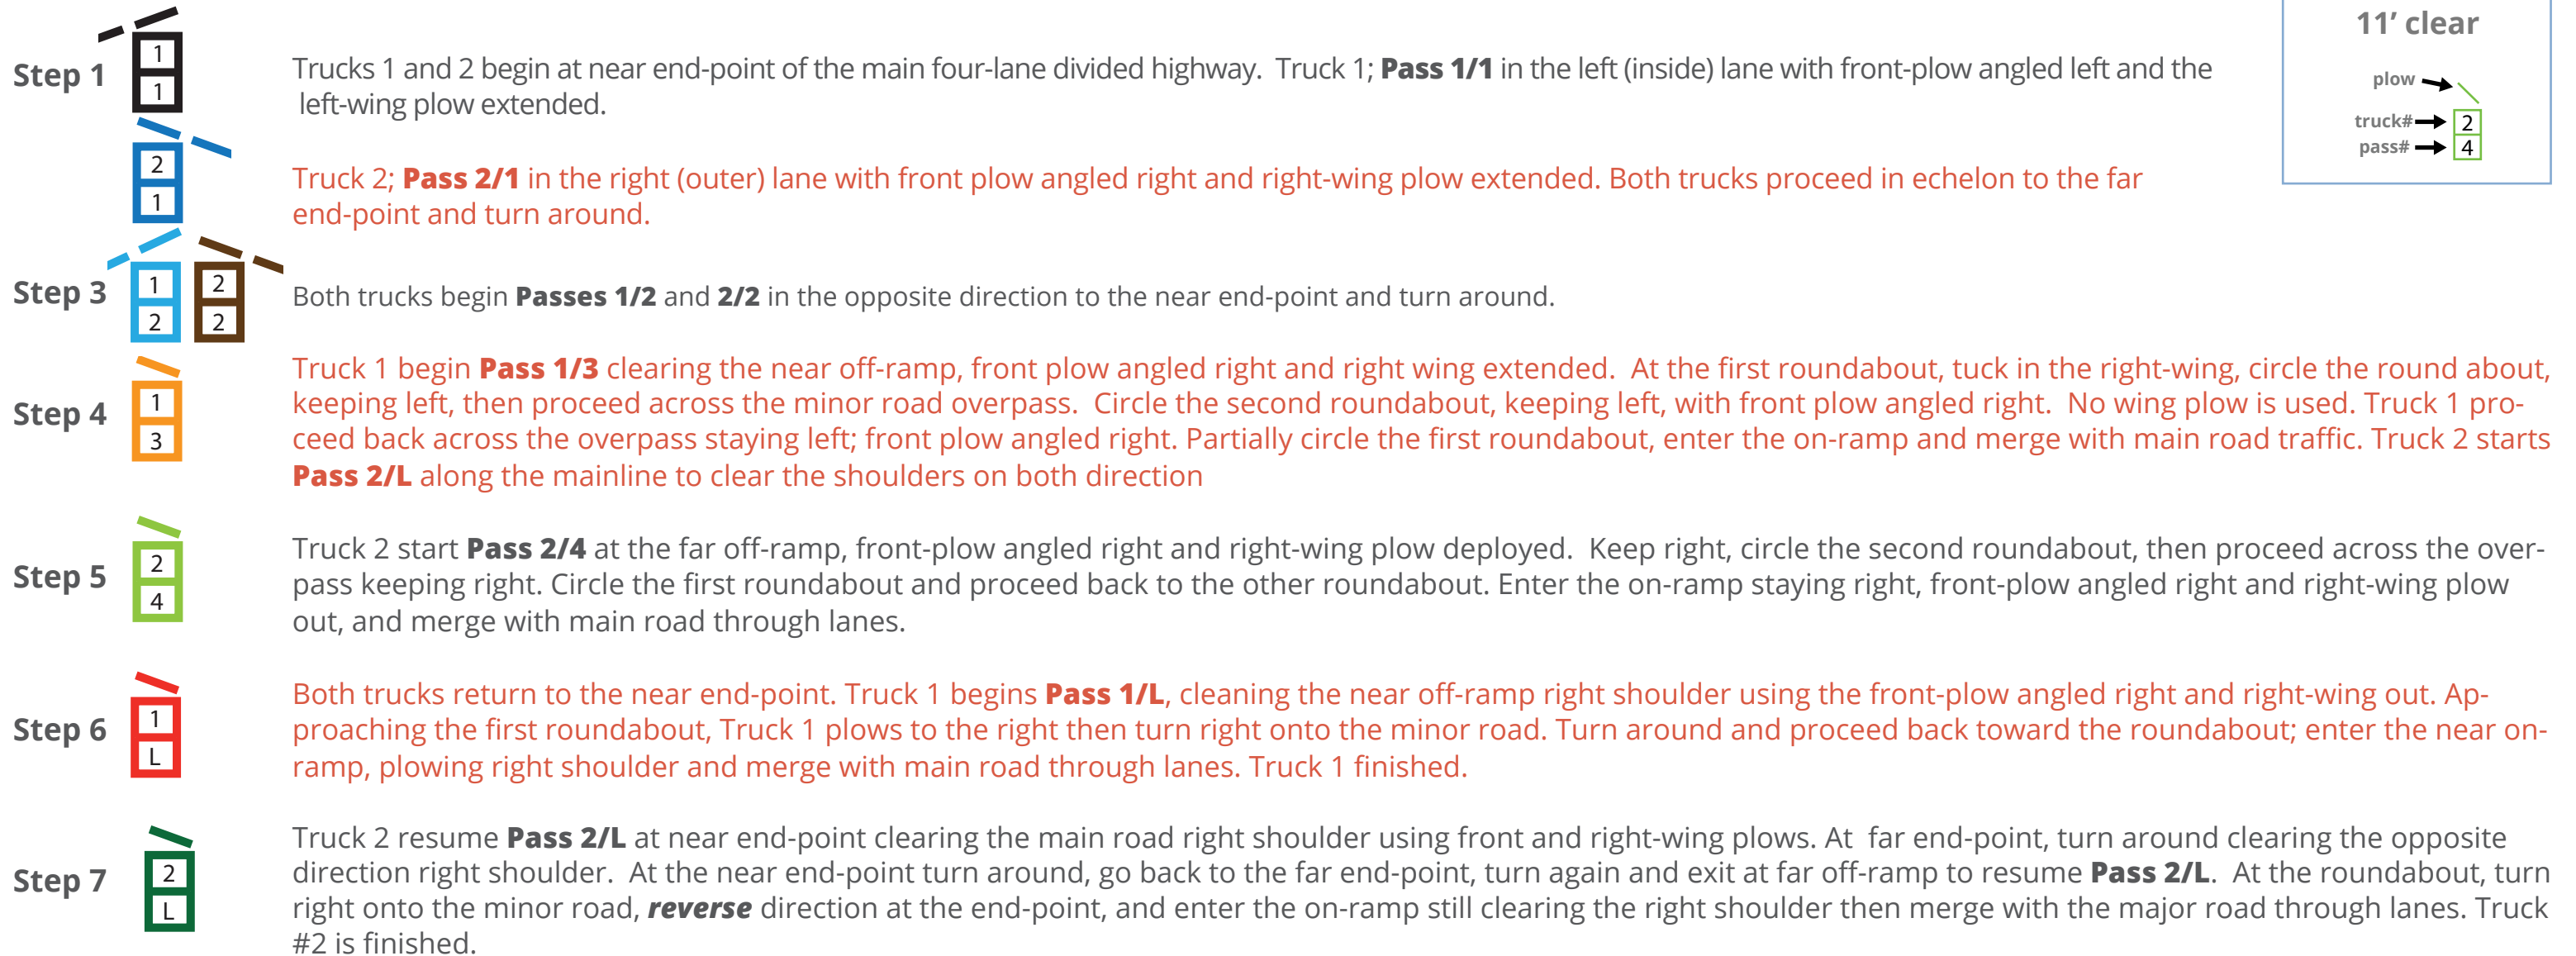 11’ clear
plow
truck#
2
pass#
4
Step 1
1
1
Trucks 1 and 2 begin at near end-point of the main four-lane divided highway.  Truck 1; Pass 1/1 in the left (inside) lane with front-plow angled left and the
left-wing plow extended.
2
1
Truck 2; Pass 2/1 in the right (outer) lane with front plow angled right and right-wing plow extended. Both trucks proceed in echelon to the far
end-point and turn around.
Step 3
1
2
2
2
Both trucks begin Passes 1/2 and 2/2 in the opposite direction to the near end-point and turn around.
Step 4
1
3
Truck 1 begin Pass 1/3 clearing the near off-ramp, front plow angled right and right wing extended.  At the first roundabout, tuck in the right-wing, circle the round about,
keeping left, then proceed across the minor road overpass.  Circle the second roundabout, keeping left, with front plow angled right.  No wing plow is used. Truck 1 pro-
ceed back across the overpass staying left; front plow angled right. Partially circle the first roundabout, enter the on-ramp and merge with main road traffic. Truck 2 starts
Pass 2/L along the mainline to clear the shoulders on both direction
Step 5
2
4
Truck 2 start Pass 2/4 at the far off-ramp, front-plow angled right and right-wing plow deployed.  Keep right, circle the second roundabout, then proceed across the over-
pass keeping right. Circle the first roundabout and proceed back to the other roundabout. Enter the on-ramp staying right, front-plow angled right and right-wing plow
out, and merge with main road through lanes.
Step 6
1
L
Both trucks return to the near end-point. Truck 1 begins Pass 1/L, cleaning the near off-ramp right shoulder using the front-plow angled right and right-wing out. Ap-
proaching the first roundabout, Truck 1 plows to the right then turn right onto the minor road. Turn around and proceed back toward the roundabout; enter the near on-
ramp, plowing right shoulder and merge with main road through lanes. Truck 1 finished.
Step 7
2
L
Truck 2 resume Pass 2/L at near end-point clearing the main road right shoulder using front and right-wing plows. At  far end-point, turn around clearing the opposite
direction right shoulder.  At the near end-point turn around, go back to the far end-point, turn again and exit at far off-ramp to resume Pass 2/L.  At the roundabout, turn
right onto the minor road, reverse direction at the end-point, and enter the on-ramp still clearing the right shoulder then merge with the major road through lanes. Truck
#2 is finished.